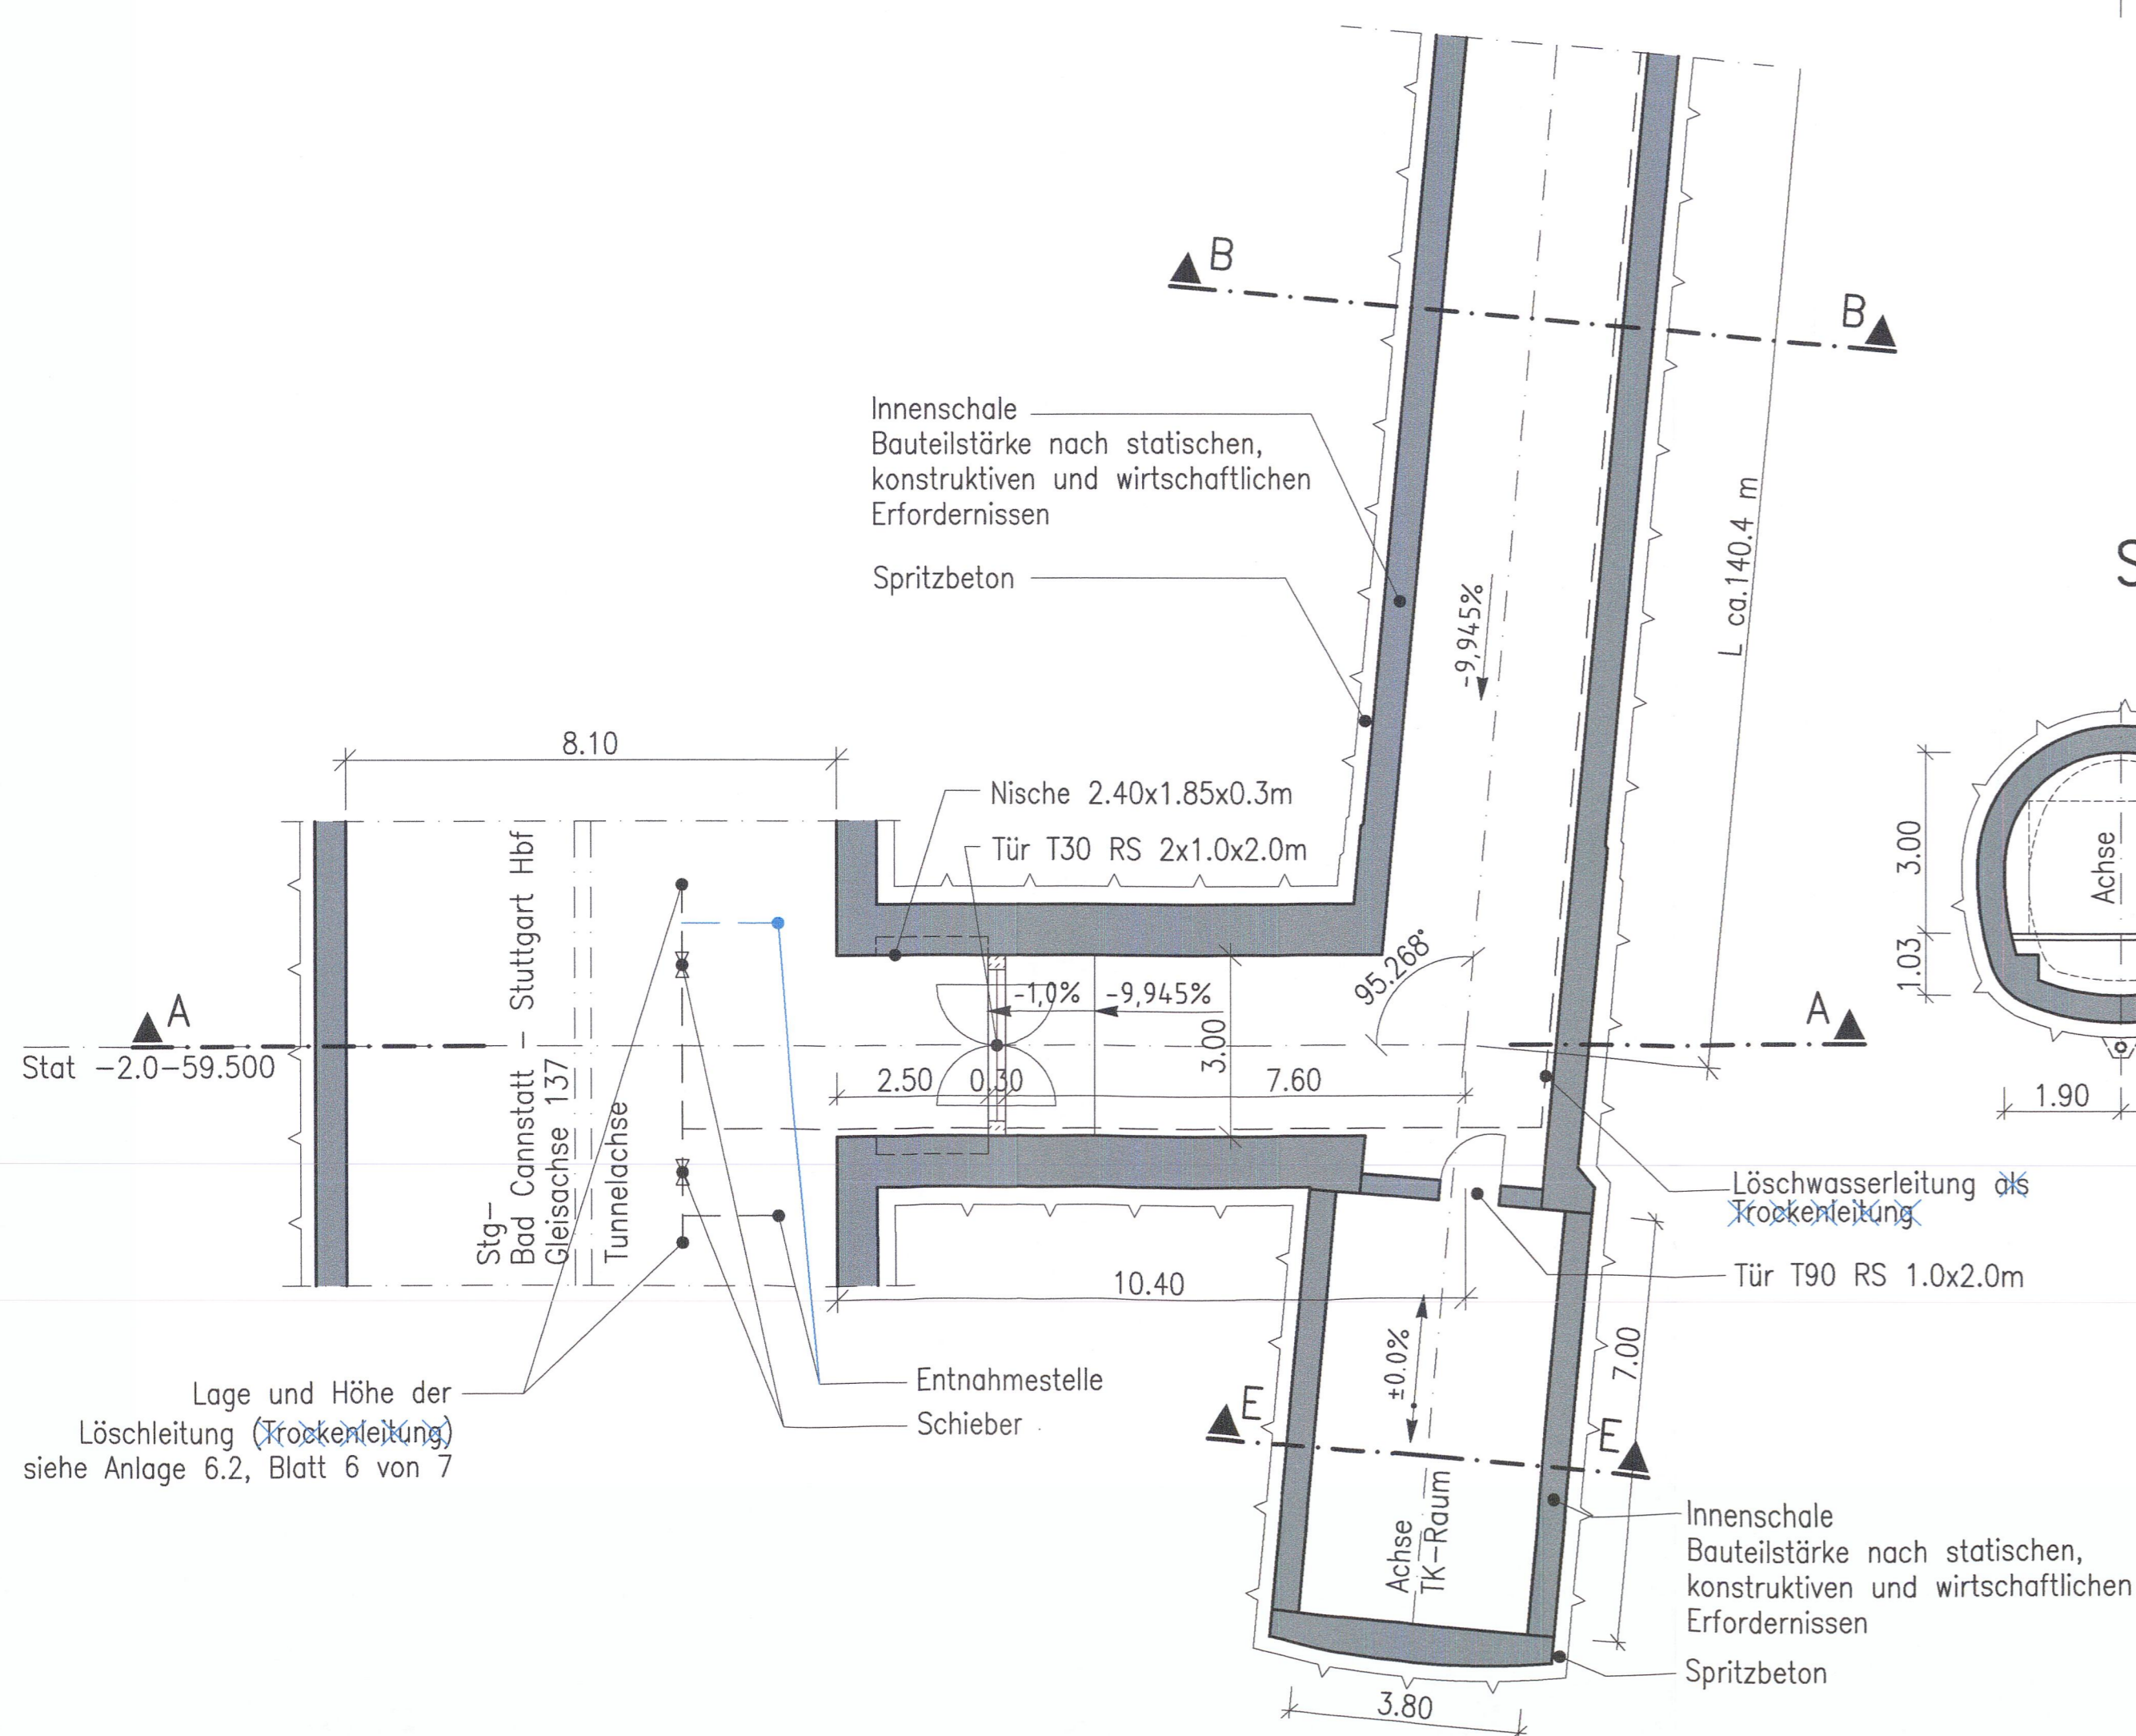 B
B
Innenschale
Bauteilstärke nach statischen,
konstruktiven und wirtschaftlichen
Erfordernissen
Spritzbeton
-9,945%
L ca.140.4 m
S
8.10
Nische 2.40x1.85x0.3m
Tür T30 RS 2x1.0x2.0m
3.00
1.03
Achse
1.90
95.268°
-1,0%
-9,945%
3.00
A
A
Stat -2.0-59.500
2.50
0.30
7.60
Stg-
Bad Cannstatt - Stuttgart Hbf
Gleisachse 137
Tunnelachse
Löschwasserleitung als
Trockenleitung
Tür T90 RS 1.0x2.0m
10.40
±0.0%
7.00
Lage und Höhe der
Löschleitung (Trockenleitung)
siehe Anlage 6.2, Blatt 6 von 7
Entnahmestelle
Schieber
E
E
Achse
TK-Raum
Innenschale
Bauteilstärke nach statischen,
konstruktiven und wirtschaftlichen
Erfordernissen
Spritzbeton
3.80